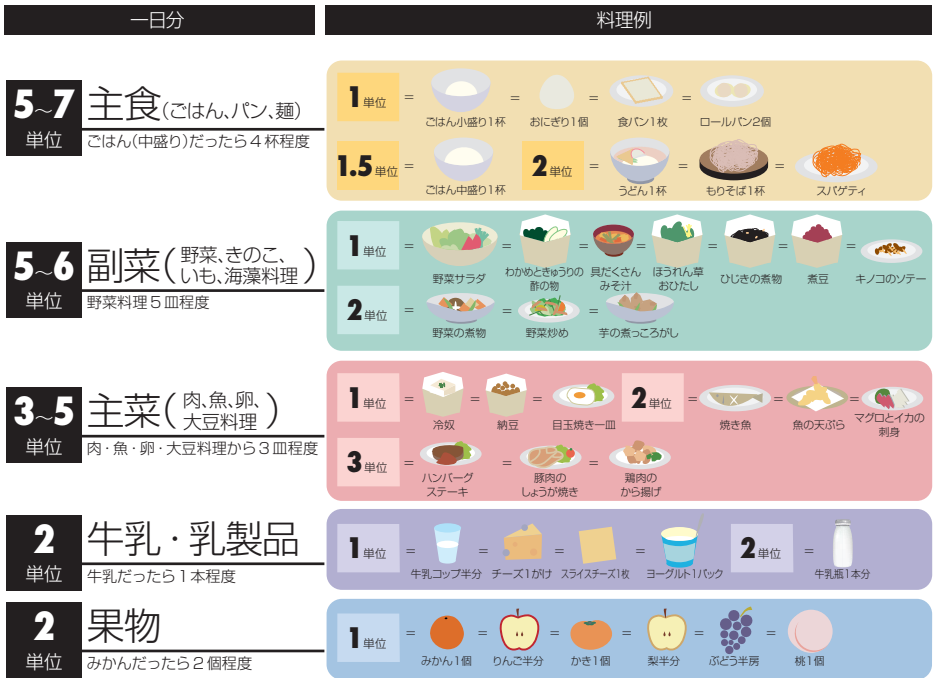 一日分
料理例
5~7
単位
主食(ごはん、パン、麺)
ごはん(中盛り)だったら4杯程度
1単位 = = = =
ごはん小盛り1杯 おにぎり1個 食パン1枚 ロールパン2個
1.5単位 = 2単位 = = =
ごはん中盛り1杯 うどん1杯 もりそば1杯 スパゲティ
5~6
単位
副菜(野菜、きのこ、
いも、海藻料理)
野菜料理5皿程度
1単位 = = = = = = =
野菜サラダ
わかめときゅうりの
酢の物
具だくさん
みそ汁
ほうれん草
おひたし
ひじきの煮物
煮豆
キノコのソテー
2単位 = = =
野菜の煮物 野菜炒め 芋の煮っころがし
3~5
単位
主菜(肉、魚、卵、
大豆料理)
肉・魚・卵・大豆料理から3皿程度
1単位 = = = 2単位 = = =
冷奴 納豆 目玉焼き一皿 焼き魚 魚の天ぷら
マグロとイカの
刺身
3単位 = = =
ハンバーグ
ステーキ
豚肉の
しょうが焼き
鶏肉の
から揚げ
2
単位
牛乳・乳製品
牛乳だったら1本程度
1単位 = = = = 2単位 =
牛乳コップ半分 チーズ1かけ スライスチーズ1枚 ヨーグルト1パック 牛乳瓶1本分
2
単位
果物
みかんだったら2個程度
1単位 = = = = = =
みかん1個 りんご半分 かき1個 梨半分 ぶどう半房 桃1個